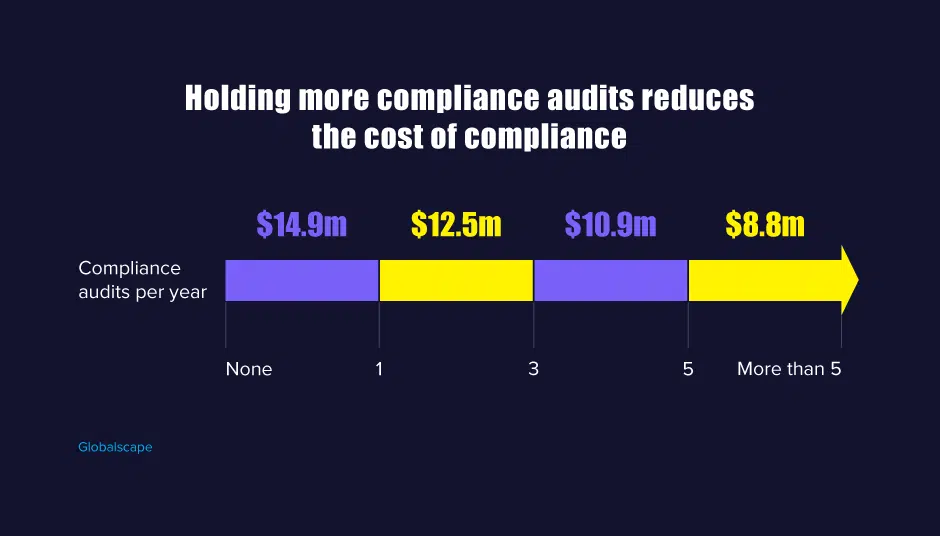 Holding more compliance audits reduces
the cost of compliance
$14.9m $12.5m $10.9m $8.8m
Compliance
audits per year
None 1 3 5 More than 5
Globalscape